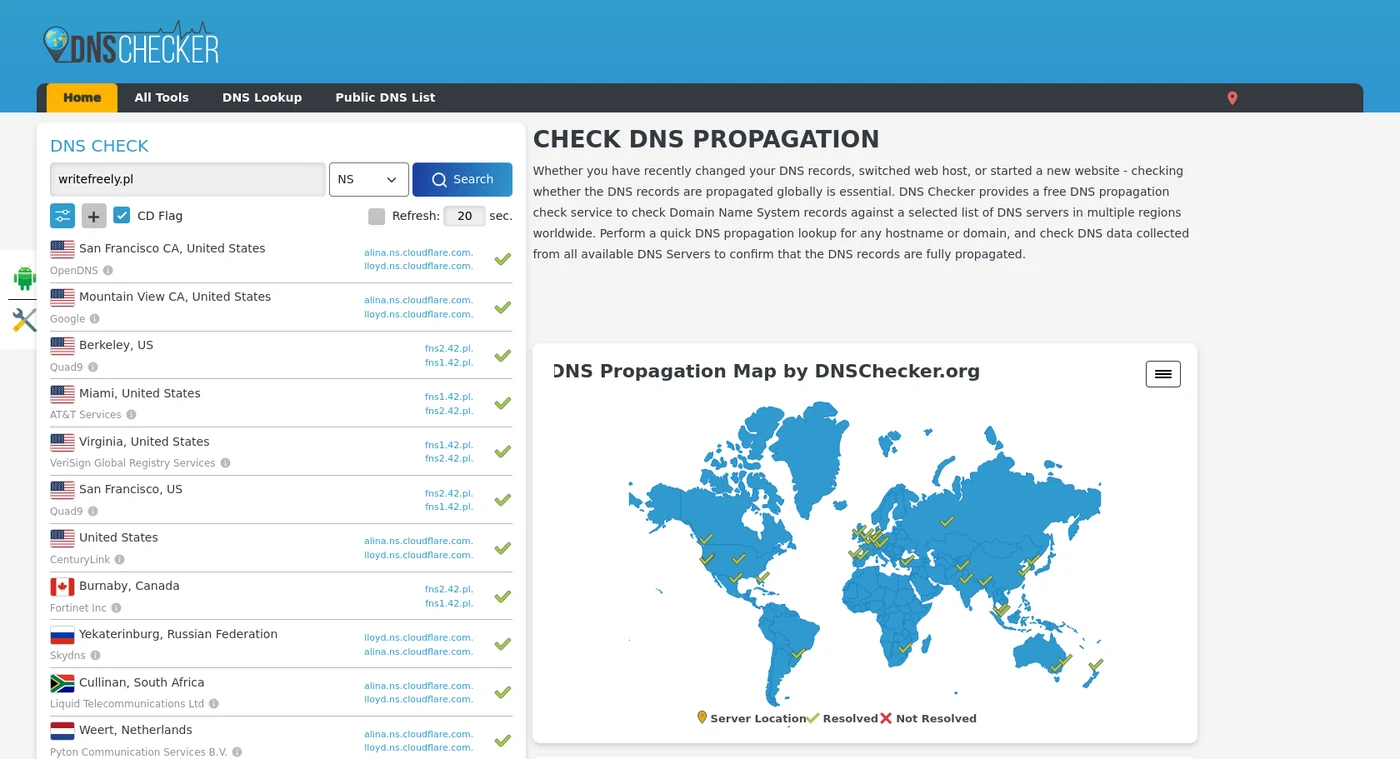 DNSCHECKER
Home All Tools DNS Lookup Public DNS List
DNS CHECK
writefreely.pl NS Search
CD Flag Refresh: 20 sec.
San Francisco CA, United States
OpenDNS
alina.ns.cloudflare.com.
lloyd.ns.cloudflare.com.
Mountain View CA, United States
Google
alina.ns.cloudflare.com.
lloyd.ns.cloudflare.com.
Berkeley, US
Quad9
fns2.42.pl.
fns1.42.pl.
Miami, United States
AT&T Services
fns1.42.pl.
fns2.42.pl.
Virginia, United States
VeriSign Global Registry Services
fns1.42.pl.
fns2.42.pl.
San Francisco, US
Quad9
fns2.42.pl.
fns1.42.pl.
United States
CenturyLink
alina.ns.cloudflare.com.
lloyd.ns.cloudflare.com.
Burnaby, Canada
Fortinet Inc
fns2.42.pl.
fns1.42.pl.
Yekaterinburg, Russian Federation
Skydns
lloyd.ns.cloudflare.com.
alina.ns.cloudflare.com.
Cullinan, South Africa
Liquid Telecommunications Ltd
alina.ns.cloudflare.com.
lloyd.ns.cloudflare.com.
Weert, Netherlands
Pyton Communication Services B.V.
alina.ns.cloudflare.com.
lloyd.ns.cloudflare.com.
CHECK DNS PROPAGATION
Whether you have recently changed your DNS records, switched web host, or started a new website - checking
whether the DNS records are propagated globally is essential. DNS Checker provides a free DNS propagation
check service to check Domain Name System records against a selected list of DNS servers in multiple regions
worldwide. Perform a quick DNS propagation lookup for any hostname or domain, and check DNS data collected
from all available DNS Servers to confirm that the DNS records are fully propagated.
DNS Propagation Map by DNSChecker.org
Server Location Resolved Not Resolved